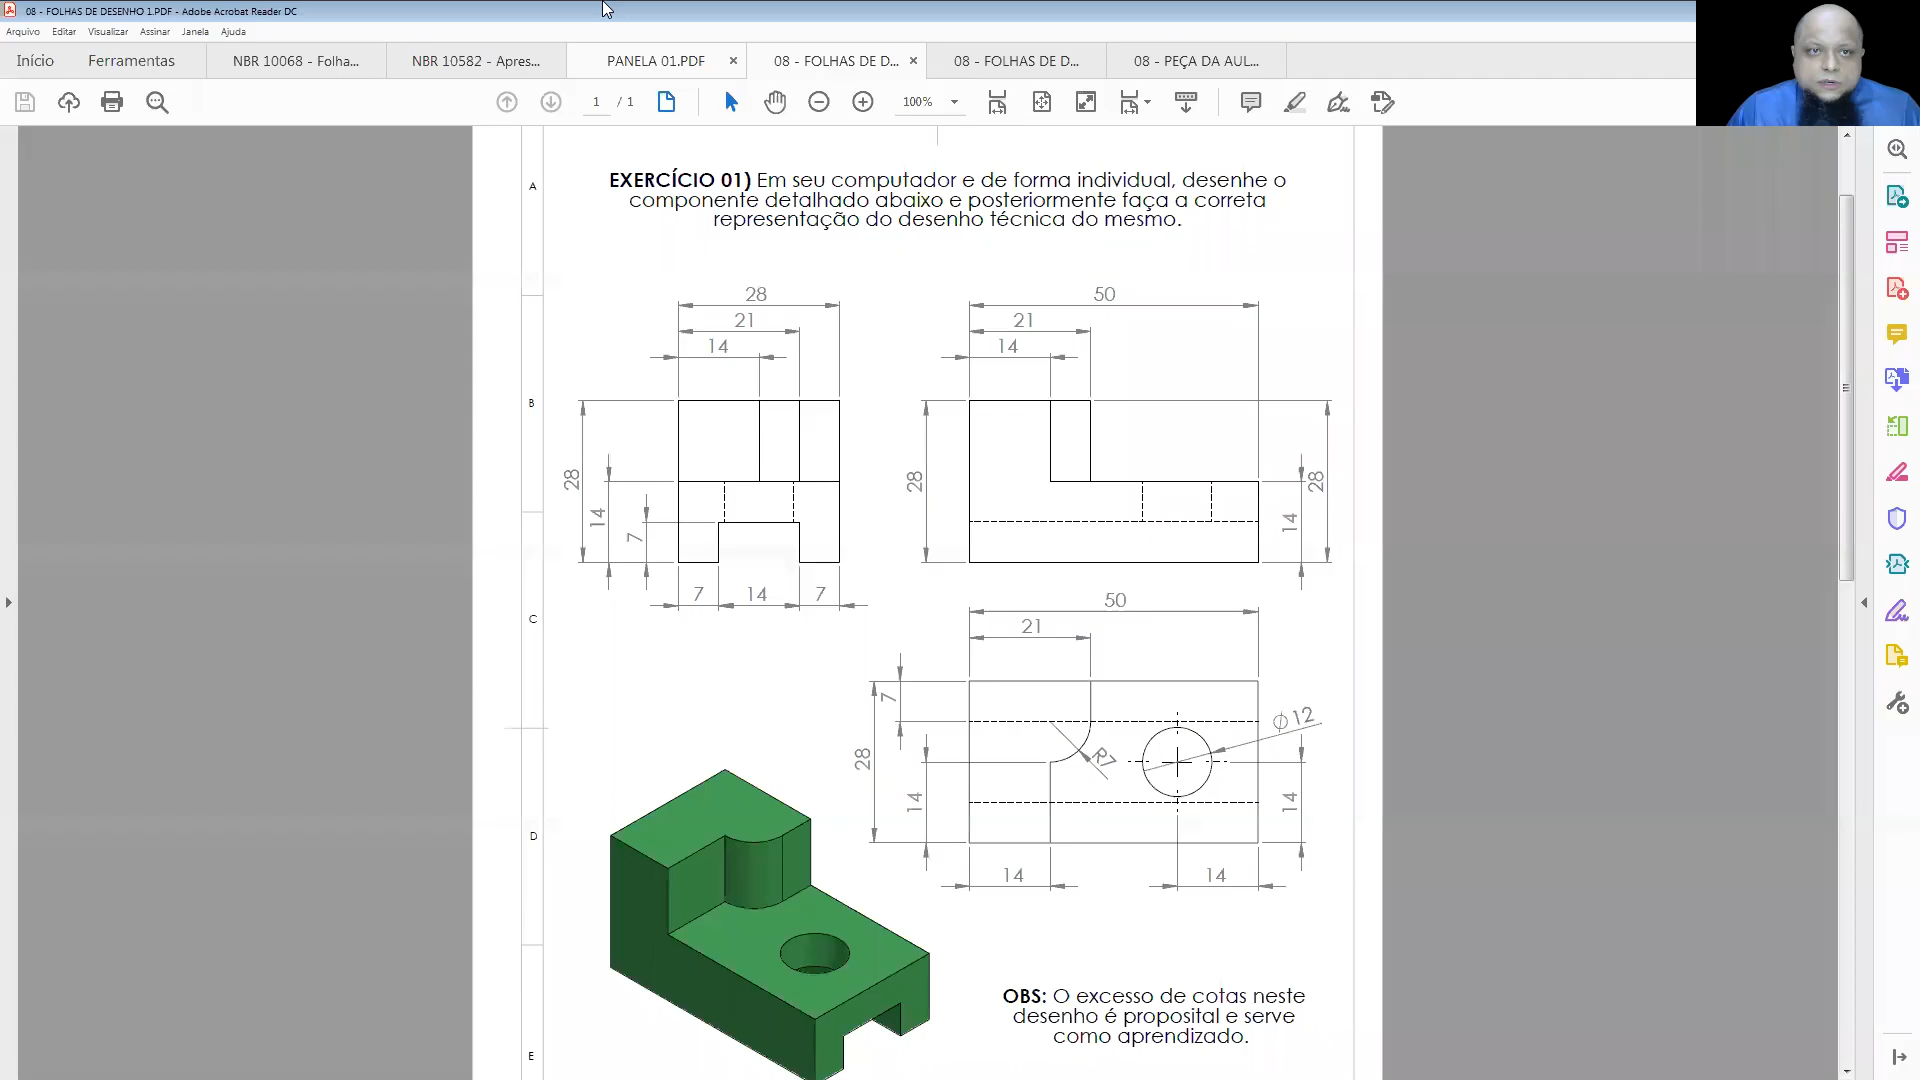 08 - FOLHAS DE DESENHO 1.PDF - Adobe Acrobat Reader DC
Arquivo Editar Visualizar Assinar Janela Ajuda
Início Ferramentas NBR 10068 - Folha... NBR 10582 - Apres... PANELA 01.PDF × 08 - FOLHAS DE D... × 08 - FOLHAS DE D... 08 - PEÇA DA AUL...
1 / 1 100%
A
EXERCÍCIO 01) Em seu computador e de forma individual, desenhe o
componente detalhado abaixo e posteriormente faça a correta
representação do desenho técnica do mesmo.
28 50
21 21
14 14
B
28 14 7 28 14 28
7 14 7
50
C
21
7 28 14 R7 Ø12 14
D
14 14
OBS: O excesso de cotas neste
desenho é proposital e serve
como aprendizado.
E